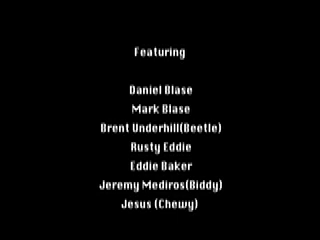 Featuring
Daniel Blase
Mark Blase
Brent Underhill(Beetle)
Rusty Eddie
Eddie Baker
Jeremy Mediros(Biddy)
Jesus (Chewy)